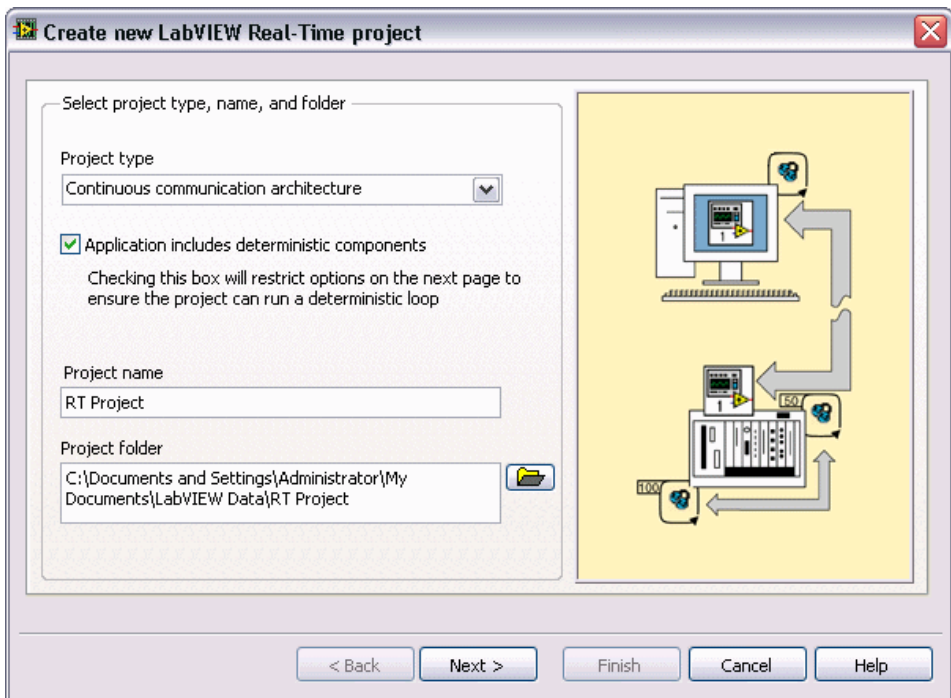 Create new LabVIEW Real-Time project
Select project type, name, and folder
Project type
Continuous communication architecture
Application includes deterministic components
Checking this box will restrict options on the next page to
ensure the project can run a deterministic loop
Project name
RT Project
Project folder
C:\Documents and Settings\Administrator\My
Documents\LabVIEW Data\RT Project
1
1
50
100
< Back
Next >
Finish
Cancel
Help